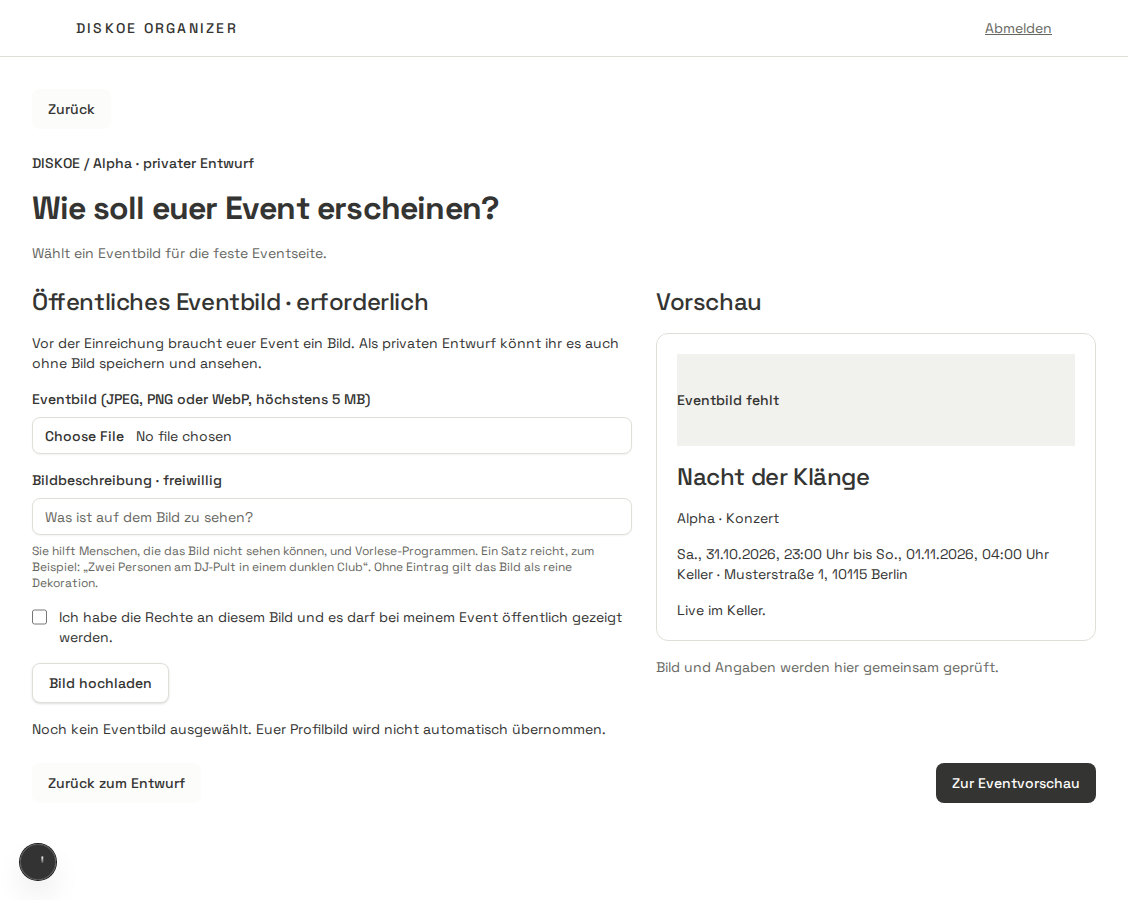 DISKOE ORGANIZER
Abmelden
Zurück
DISKOE / Alpha · privater Entwurf
Wie soll euer Event erscheinen?
Wählt ein Eventbild für die feste Eventseite.
Öffentliches Eventbild · erforderlich
Vor der Einreichung braucht euer Event ein Bild. Als privaten Entwurf könnt ihr es auch
ohne Bild speichern und ansehen.
Eventbild (JPEG, PNG oder WebP, höchstens 5 MB)
Choose File No file chosen
Bildbeschreibung · freiwillig
Was ist auf dem Bild zu sehen?
Sie hilft Menschen, die das Bild nicht sehen können, und Vorlese-Programmen. Ein Satz reicht, zum
Beispiel: „Zwei Personen am DJ-Pult in einem dunklen Club“. Ohne Eintrag gilt das Bild als reine
Dekoration.
Ich habe die Rechte an diesem Bild und es darf bei meinem Event öffentlich gezeigt
werden.
Bild hochladen
Noch kein Eventbild ausgewählt. Euer Profilbild wird nicht automatisch übernommen.
Vorschau
Eventbild fehlt
Nacht der Klänge
Alpha · Konzert
Sa., 31.10.2026, 23:00 Uhr bis So., 01.11.2026, 04:00 Uhr
Keller · Musterstraße 1, 10115 Berlin
Live im Keller.
Bild und Angaben werden hier gemeinsam geprüft.
Zurück zum Entwurf
Zur Eventvorschau